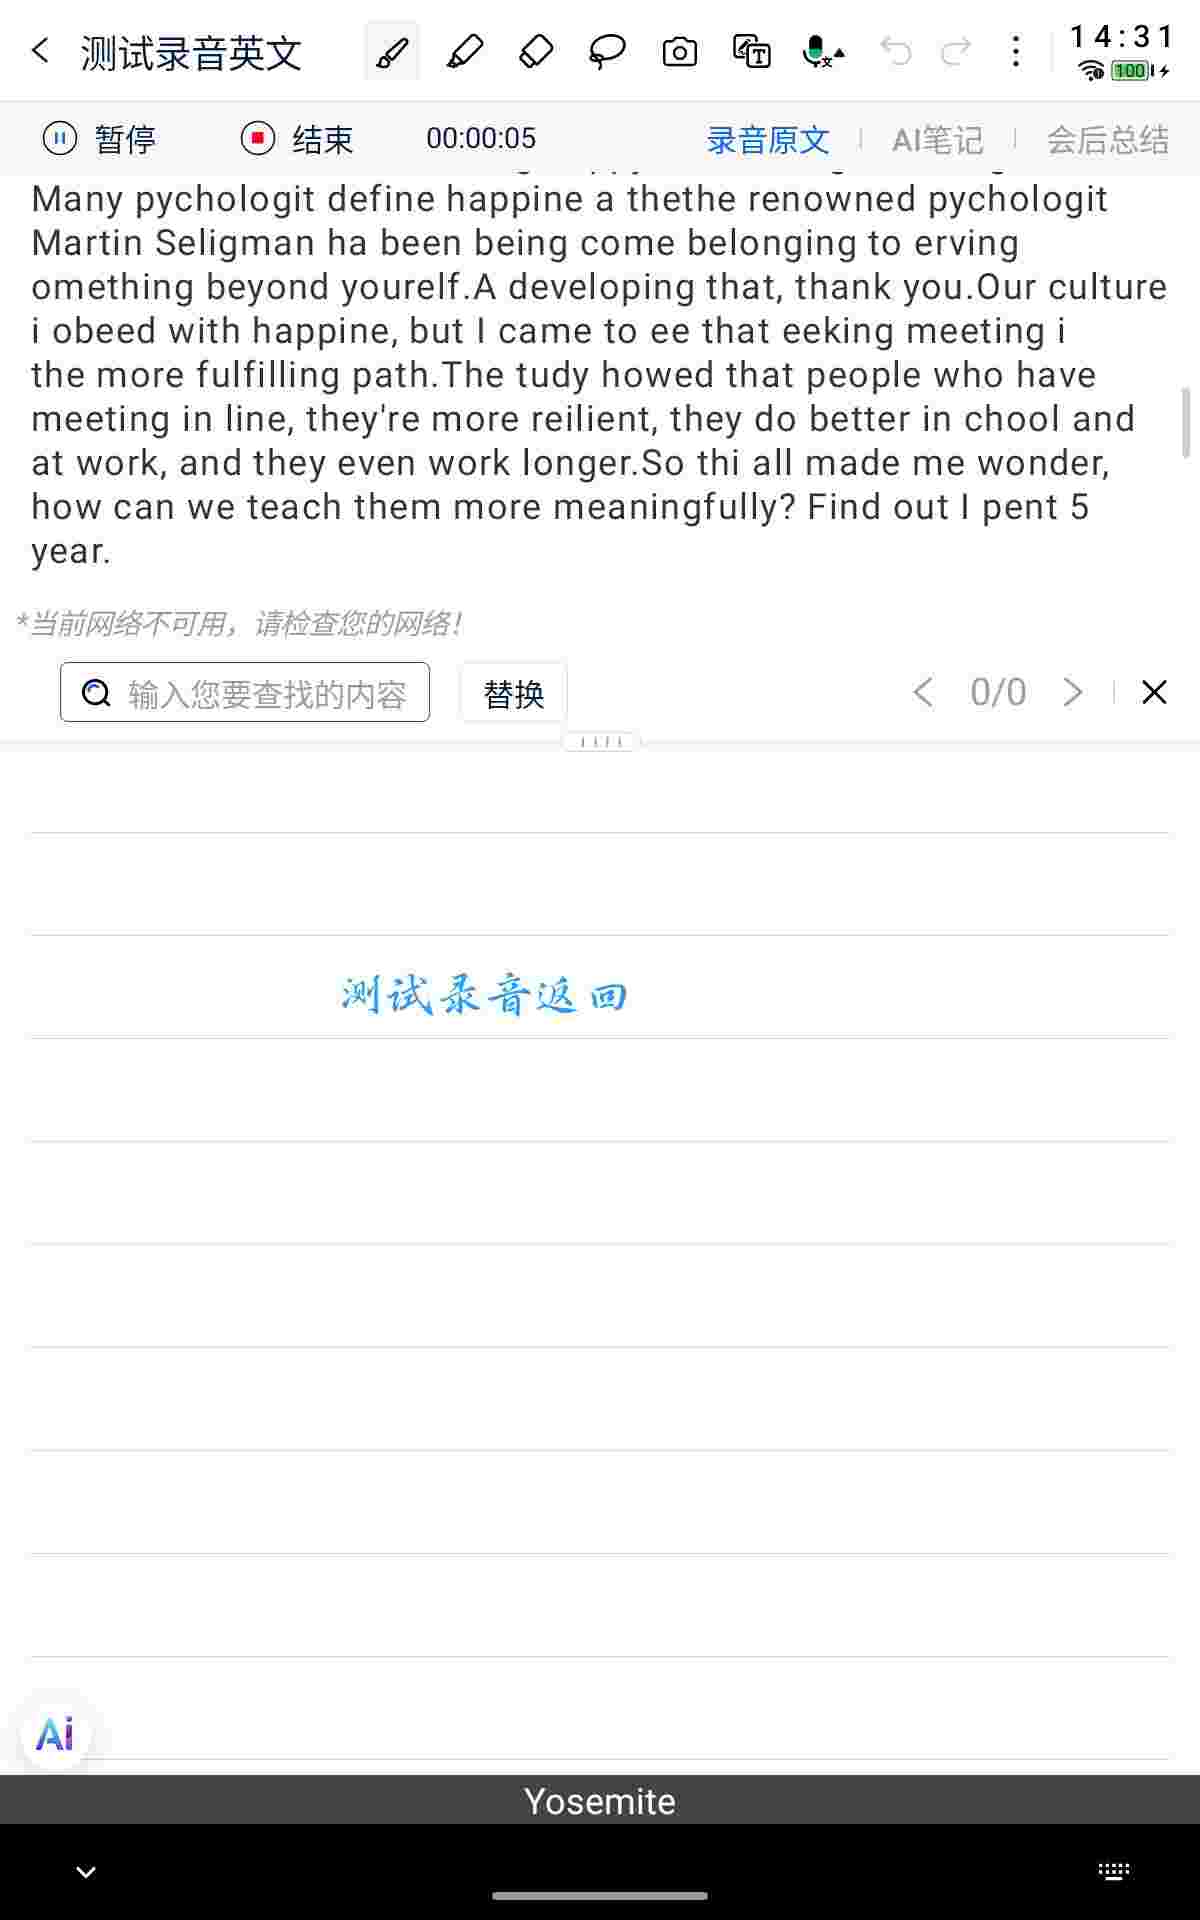 测试录音英文
14:31
100
暂停 结束 00:00:05 录音原文 AI笔记 会后总结
Many pychologit define happine a thethe renowned pychologit
Martin Seligman ha been being come belonging to erving
omething beyond yourelf.A developing that, thank you.Our culture
i obeed with happine, but I came to ee that eeking meeting i
the more fulfilling path.The tudy howed that people who have
meeting in line, they're more reilient, they do better in chool and
at work, and they even work longer.So thi all made me wonder,
how can we teach them more meaningfully? Find out I pent 5
year.
*当前网络不可用，请检查您的网络！
输入您要查找的内容 替换 0/0
测试录音返回
Ai
Yosemite